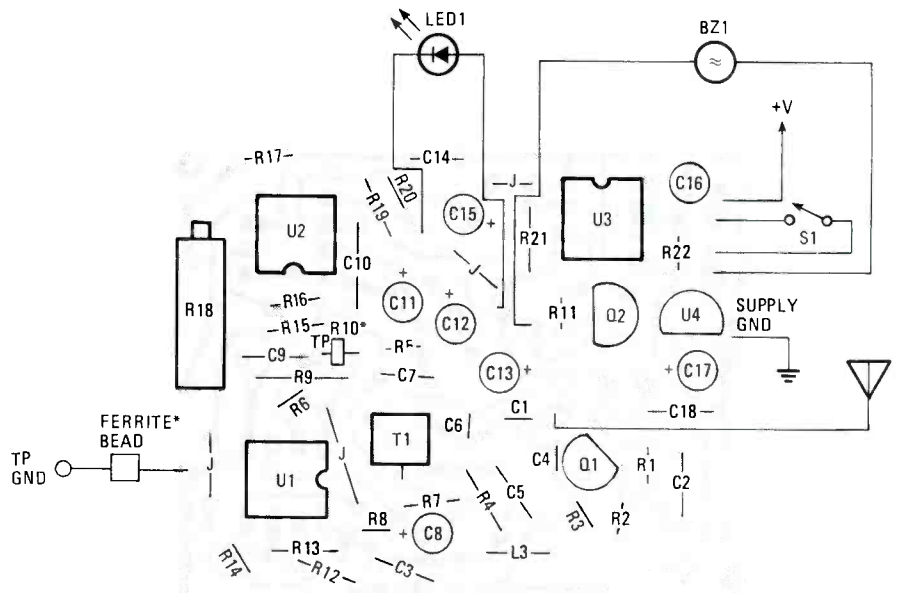 LED1
BZ1
+V
-R17-
-C14-
J
C16
R20
R19
C15
+
U3
S1
U2
R21
R22
C10
J
+
+
R18
R16
C11
R11
Q2
U4
SUPPLY
GND
R15
R10*
C12
TP
R5
C9
R9
C7
C13
+
+
C17
R6
C1
C18
FERRITE*
BEAD
T1
C6
TP
GND
J
U1
J
C4
Q1
R1
C2
R4
C5
R7
R8
+
C8
R3
R2
R13
L3
R14
R12
C3